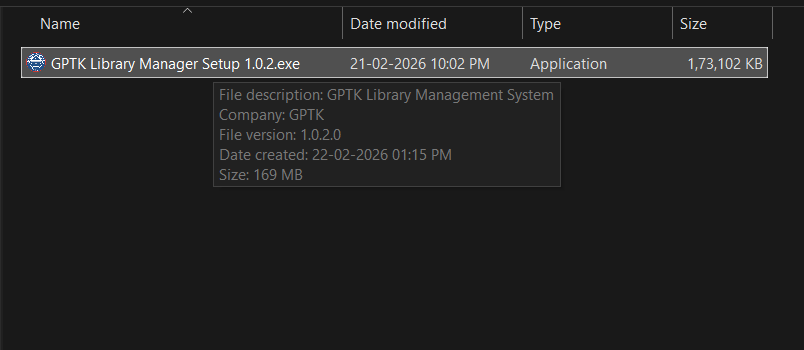 Name Date modified Type Size
GPTK Library Manager Setup 1.0.2.exe 21-02-2026 10:02 PM Application 1,73,102 KB
File description: GPTK Library Management System
Company: GPTK
File version: 1.0.2.0
Date created: 22-02-2026 01:15 PM
Size: 169 MB